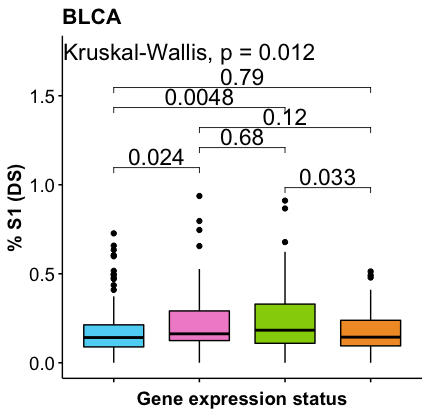 BLCA
Kruskal-Wallis, p = 0.012
0.79
0.0048
0.12
0.68
0.024
0.033
1.5
1.0
0.5
0.0
% S1 (DS)
Gene expression status